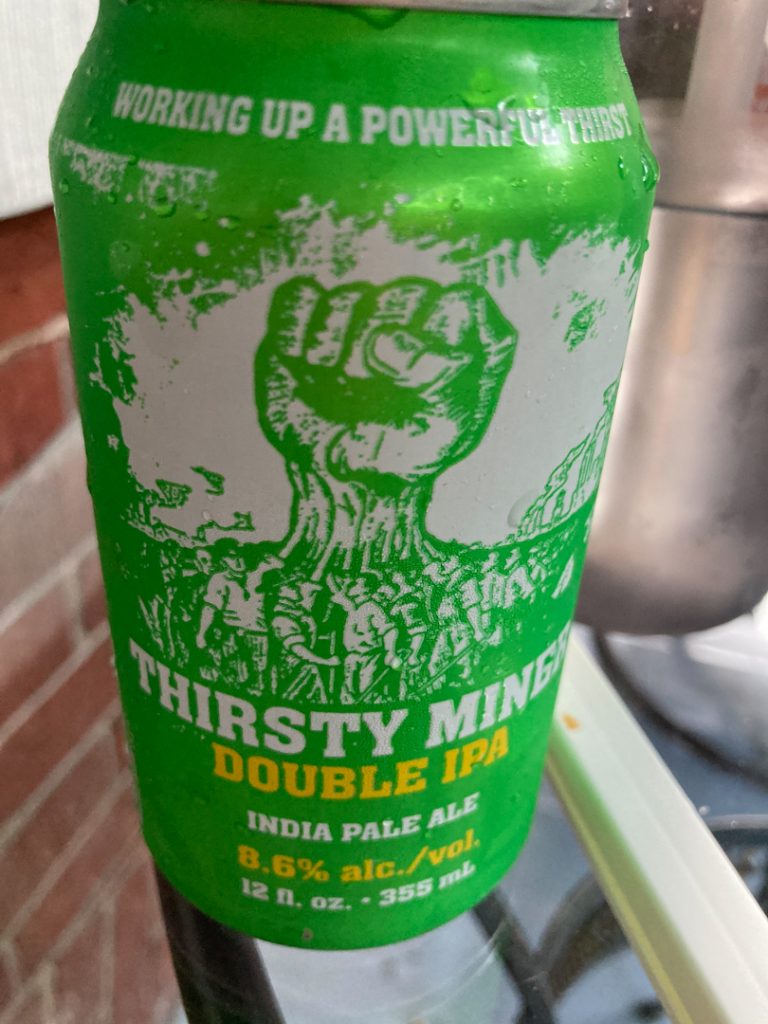 WORKING UP A POWERFUL THIRST
THIRSTY MINER
DOUBLE IPA
INDIA PALE ALE
8.6% alc./vol.
12 fl. oz. • 355 mL